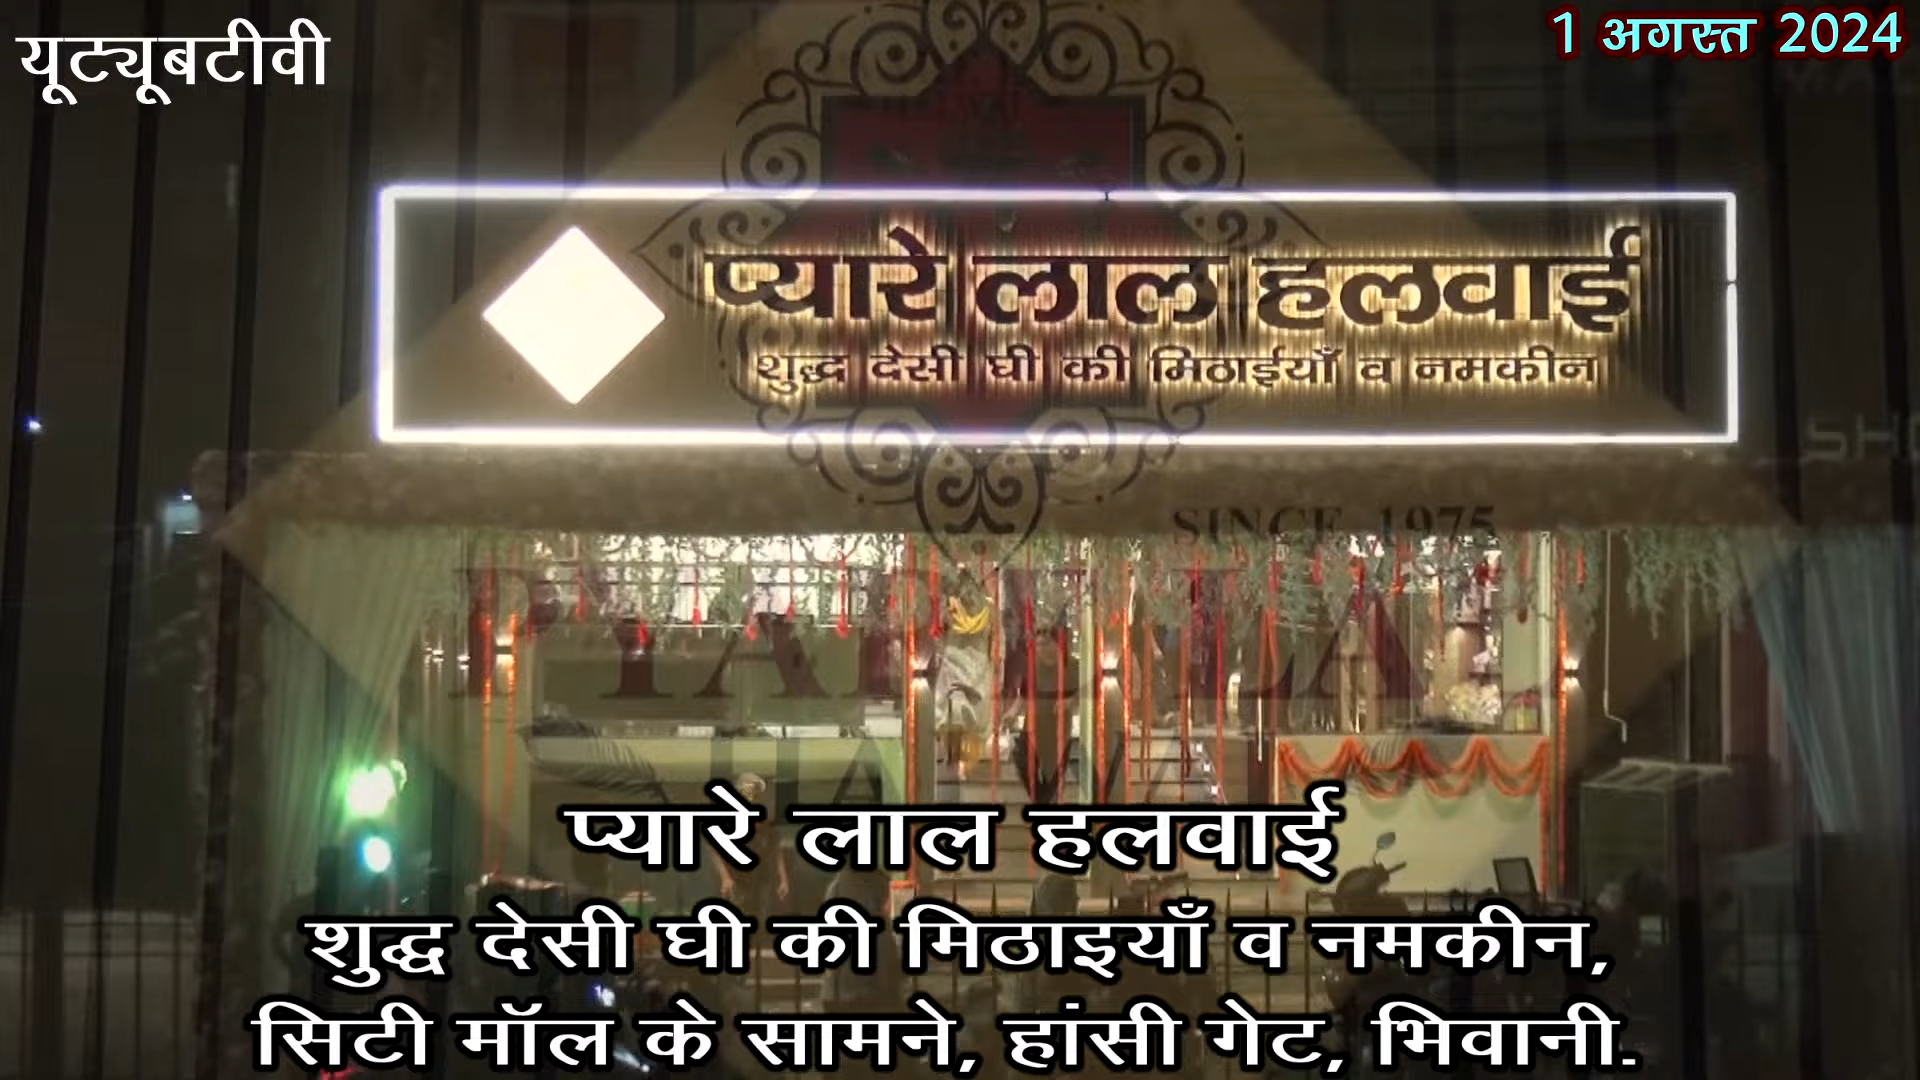 यूट्यूबटीवी
1 अगस्त 2024
प्यारे लाल हलवाई
शुद्ध देसी घी की मिठाईयाँ व नमकीन
SINCE 1975
प्यारे लाल हलवाई
शुद्ध देसी घी की मिठाइयाँ व नमकीन,
सिटी मॉल के सामने, हांसी गेट, भिवानी.